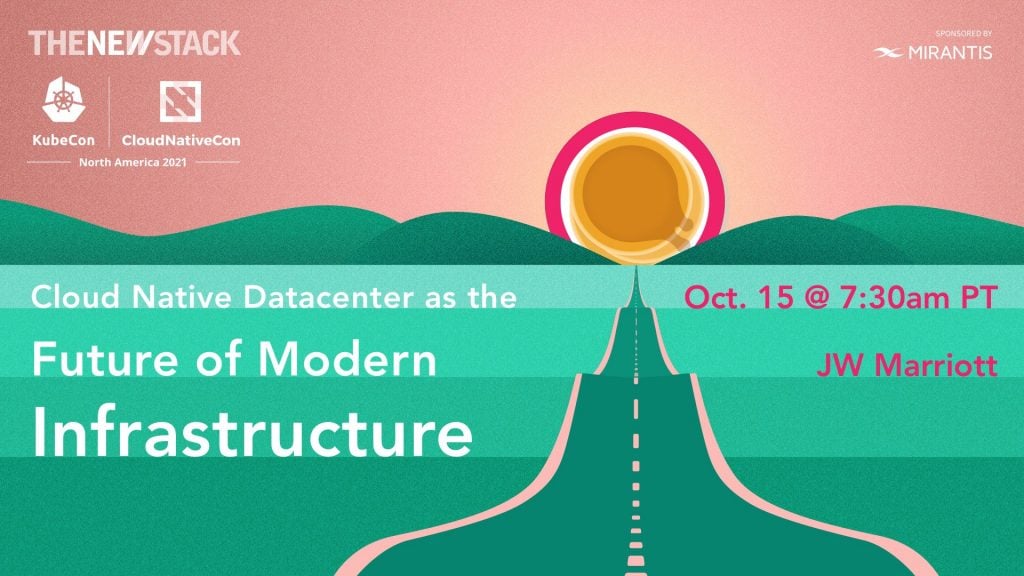 THENEWSTACK
SPONSORED BY
MIRANTIS
KubeCon
CloudNativeCon
North America 2021
Cloud Native Datacenter as the
Future of Modern
Infrastructure
Oct. 15 @ 7:30am PT
JW Marriott